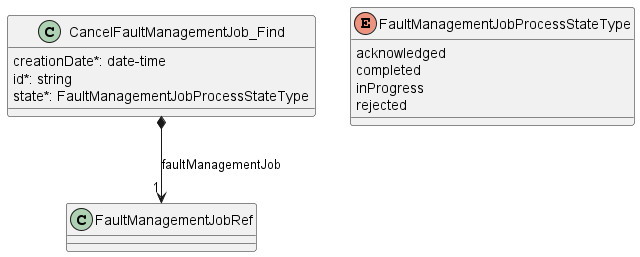 C CancelFaultManagementJob_Find
creationDate*: date-time
id*: string
state*: FaultManagementJobProcessStateType
E FaultManagementJobProcessStateType
acknowledged
completed
inProgress
rejected
faultManagementJob
1
C FaultManagementJobRef